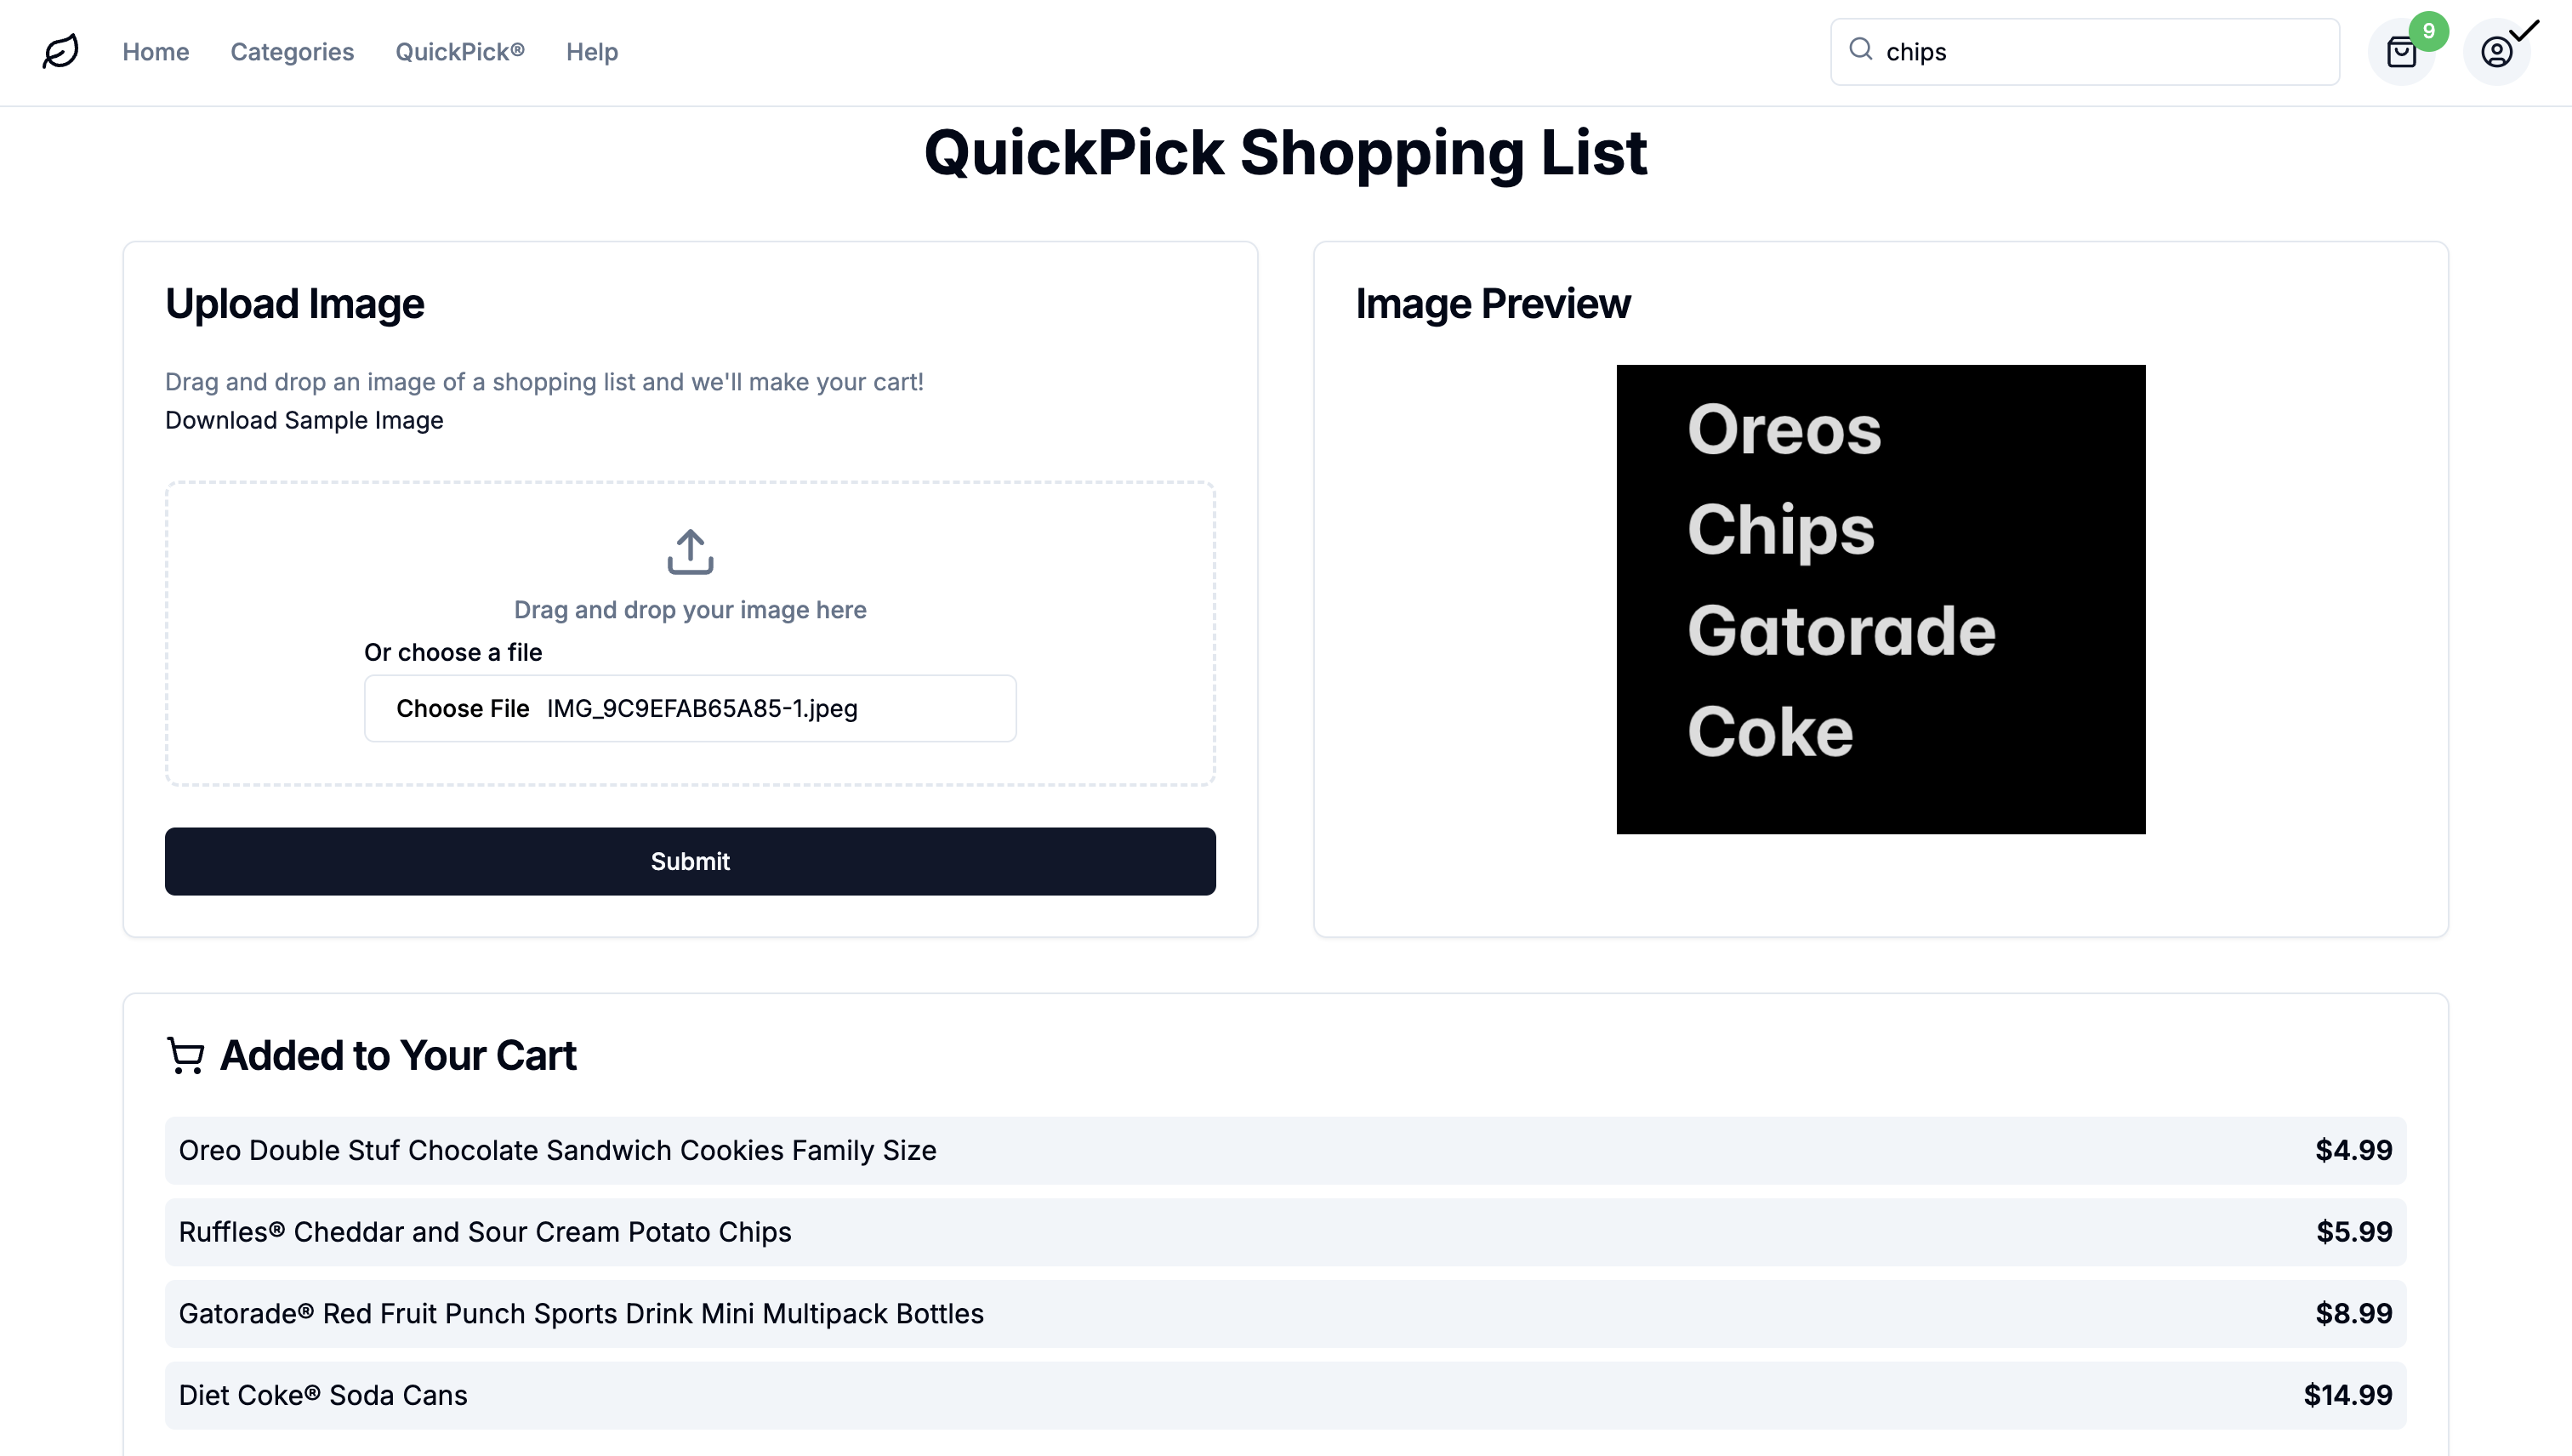 Home Categories QuickPick® Help chips 9
QuickPick Shopping List
Upload Image
Drag and drop an image of a shopping list and we'll make your cart!
Download Sample Image
Drag and drop your image here
Or choose a file
Choose File IMG_9C9EFAB65A85-1.jpeg
Submit
Image Preview
Oreos
Chips
Gatorade
Coke
Added to Your Cart
Oreo Double Stuf Chocolate Sandwich Cookies Family Size $4.99
Ruffles® Cheddar and Sour Cream Potato Chips $5.99
Gatorade® Red Fruit Punch Sports Drink Mini Multipack Bottles $8.99
Diet Coke® Soda Cans $14.99